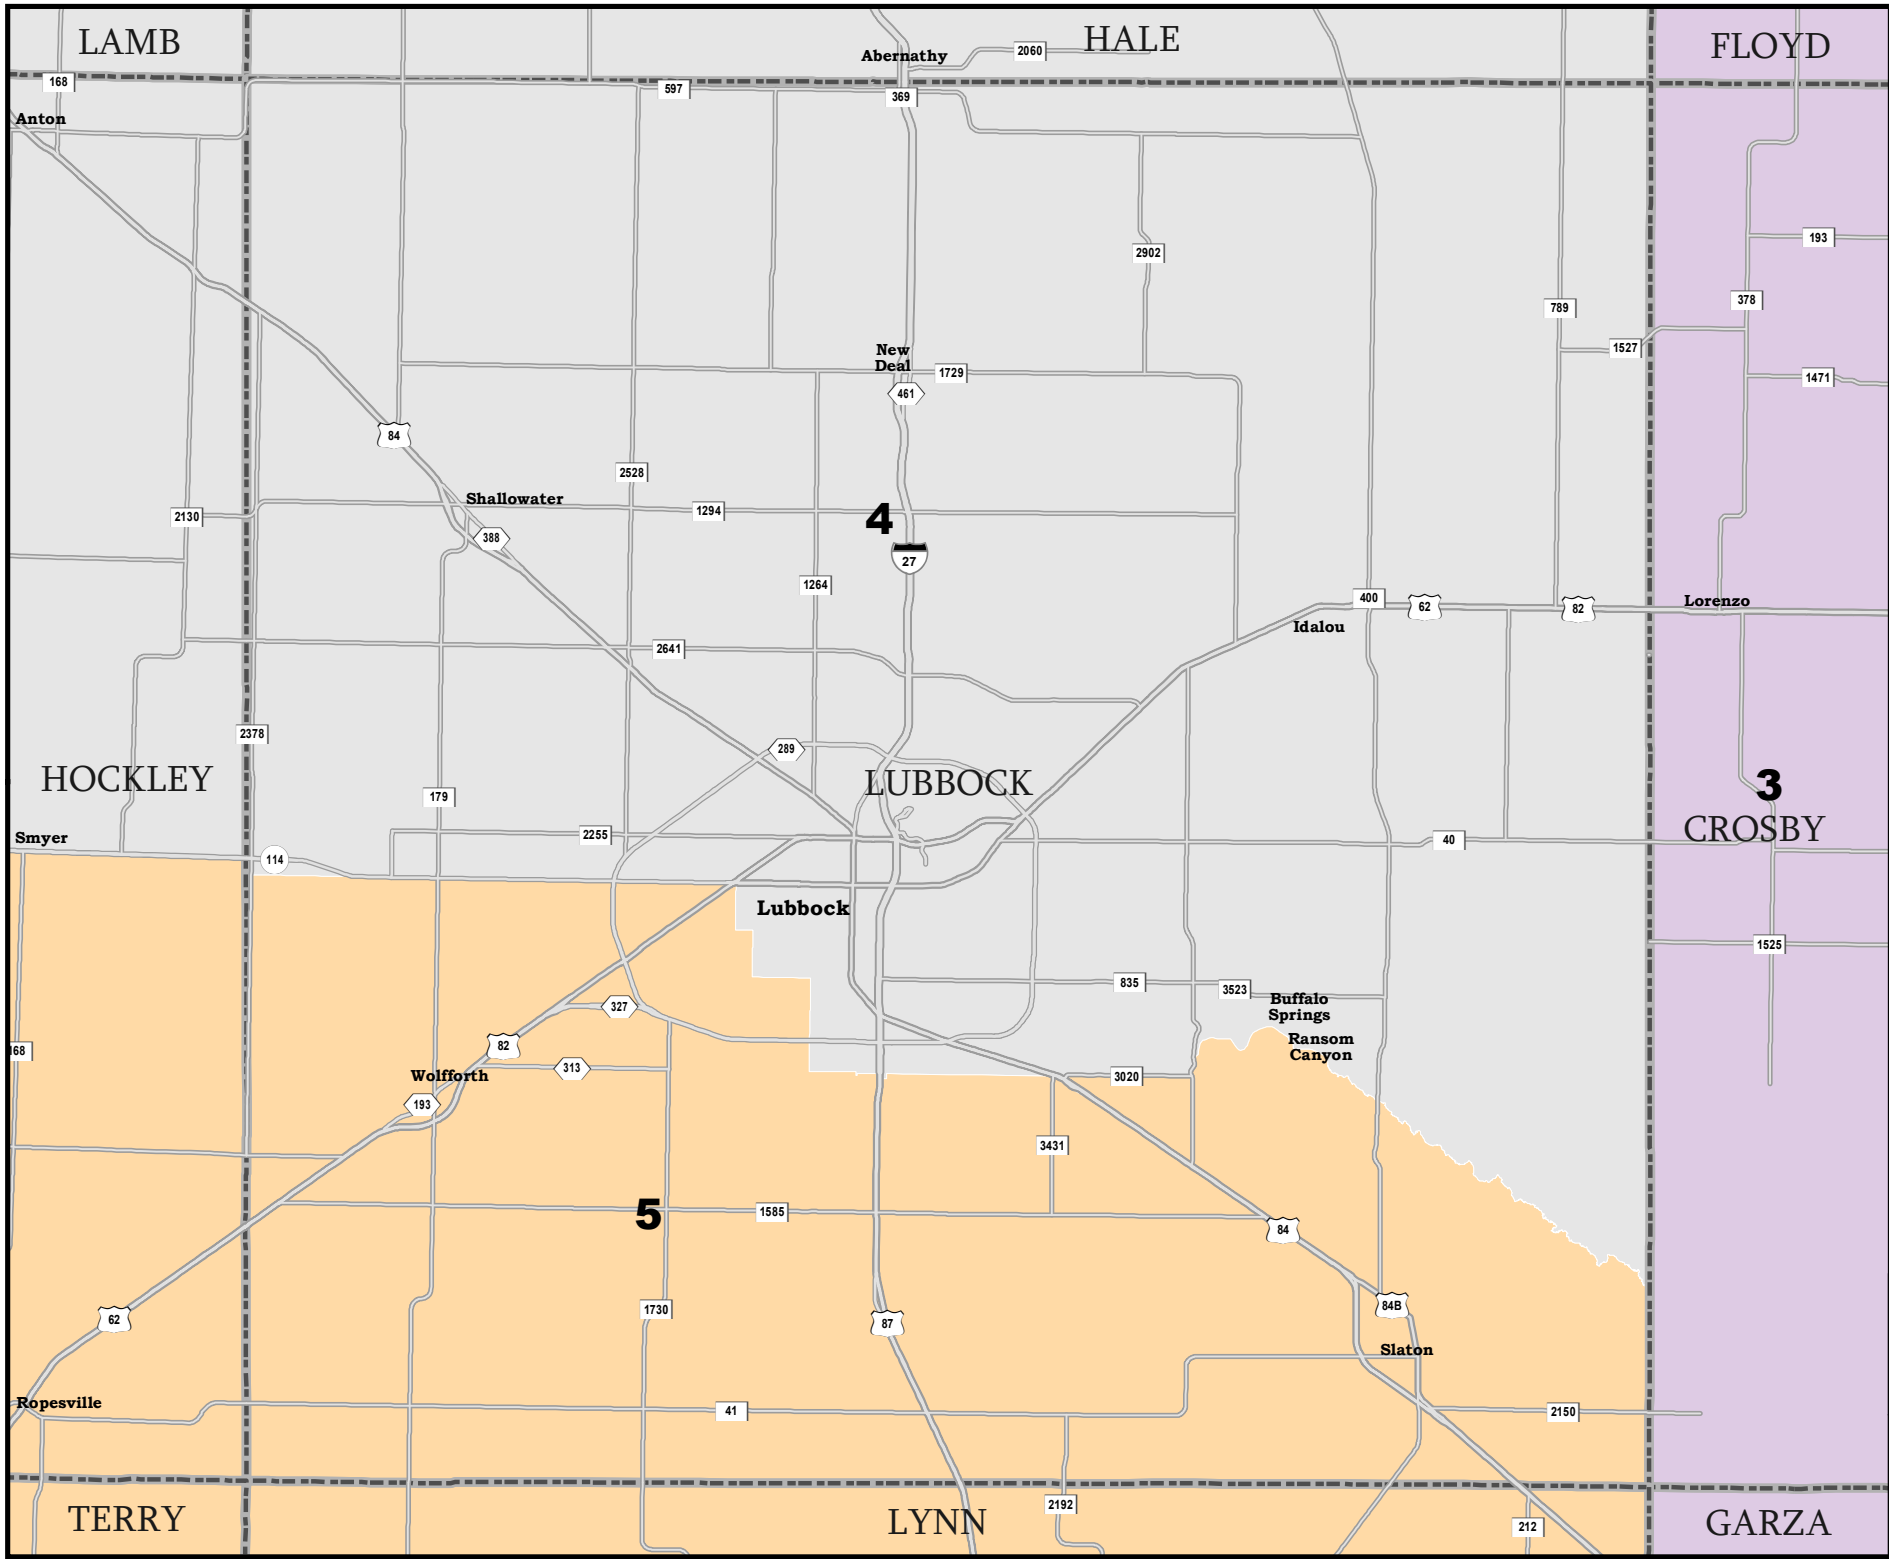 LAMB
HALE
FLOYD
Abernathy
2060
168
597
369
Anton
2902
193
378
789
1527
New
Deal
1729
1471
461
84
2528
Shallowater
1294
4
2130
388
27
1264
400
62
82
Lorenzo
Idalou
2641
2378
289
HOCKLEY
LUBBOCK
3
179
CROSBY
2255
Smyer
40
114
Lubbock
1525
835
3523
Buffalo
Springs
327
Ransom
Canyon
82
168
313
Wolfforth
3020
193
3431
5
1585
84
62
1730
87
84B
Slaton
Ropesville
41
2150
TERRY
LYNN
2192
GARZA
212